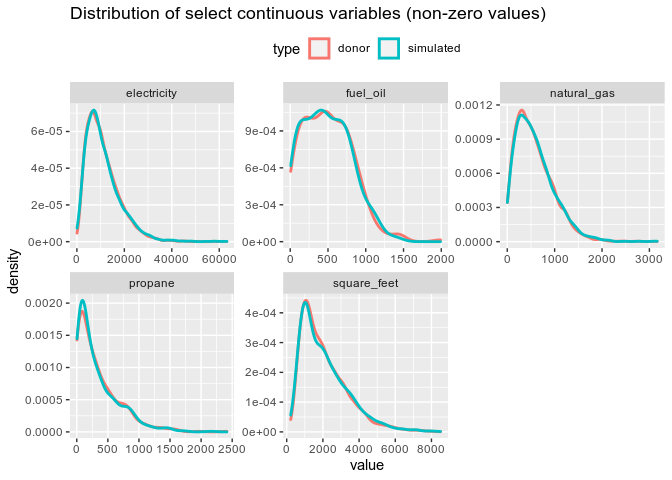 Distribution of select continuous variables (non-zero values)
type donor simulated
electricity fuel_oil natural_gas
6e-05
4e-05
2e-05
0e+00
0 20000 40000 60000
9e-04
6e-04
3e-04
0e+00
0 500 1000 1500 2000
0.0012
0.0009
0.0006
0.0003
0.0000
0 1000 2000 3000
density
propane square_feet
0.0020
0.0015
0.0010
0.0005
0.0000
0 500 1000 1500 2000 2500
4e-04
3e-04
2e-04
1e-04
0e+00
0 2000 4000 6000 8000
value